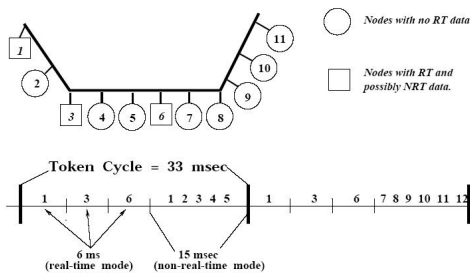 11
Nodes with no RT data
1
10
2
Nodes with RT and
possibly NRT data.
9
3
4
5
6
7
8
Token Cycle = 33 msec
1 3 6 1 2 3 4 5 1 3 6 7 8 9 10 11 12
6 ms
(real-time mode)
15 msec
(non-real-time mode)